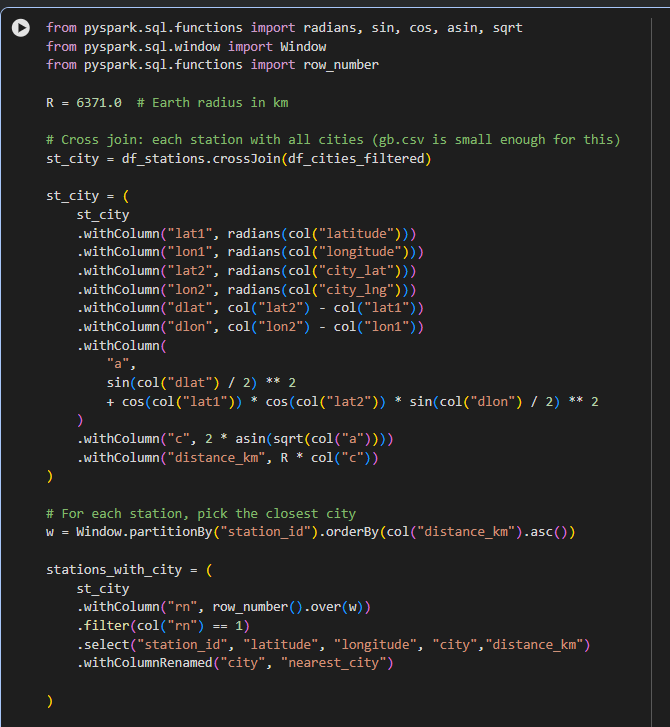 from pyspark.sql.functions import radians, sin, cos, asin, sqrt
from pyspark.sql.window import Window
from pyspark.sql.functions import row_number

R = 6371.0  # Earth radius in km

# Cross join: each station with all cities (gb.csv is small enough for this)
st_city = df_stations.crossJoin(df_cities_filtered)

st_city = (
    st_city
    .withColumn("lat1", radians(col("latitude")))
    .withColumn("lon1", radians(col("longitude")))
    .withColumn("lat2", radians(col("city_lat")))
    .withColumn("lon2", radians(col("city_lng")))
    .withColumn("dlat", col("lat2") - col("lat1"))
    .withColumn("dlon", col("lon2") - col("lon1"))
    .withColumn(
        "a",
        sin(col("dlat") / 2) ** 2
        + cos(col("lat1")) * cos(col("lat2")) * sin(col("dlon") / 2) ** 2
    )
    .withColumn("c", 2 * asin(sqrt(col("a"))))
    .withColumn("distance_km", R * col("c"))
)

# For each station, pick the closest city
w = Window.partitionBy("station_id").orderBy(col("distance_km").asc())

stations_with_city = (
    st_city
    .withColumn("rn", row_number().over(w))
    .filter(col("rn") == 1)
    .select("station_id", "latitude", "longitude", "city","distance_km")
    .withColumnRenamed("city", "nearest_city")

)